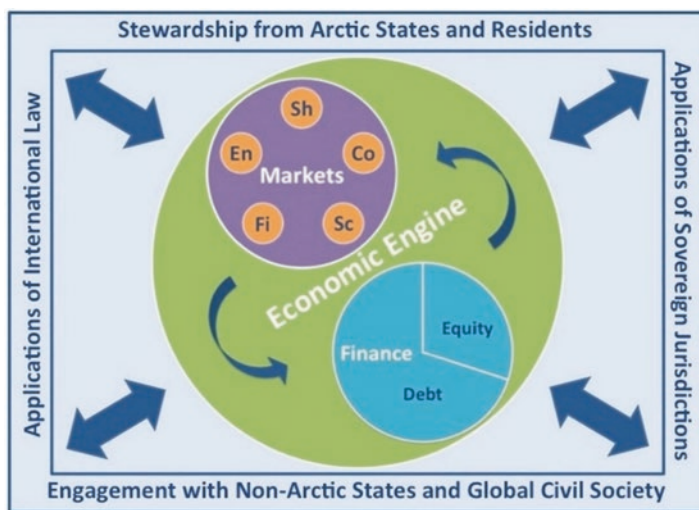 Stewardship from Arctic States and Residents
Applications of International Law
Applications of Sovereign Jurisdictions
Sh
En
Co
Markets
Fi
Sc
Economic Engine
Equity
Finance
Debt
Engagement with Non-Arctic States and Global Civil Society